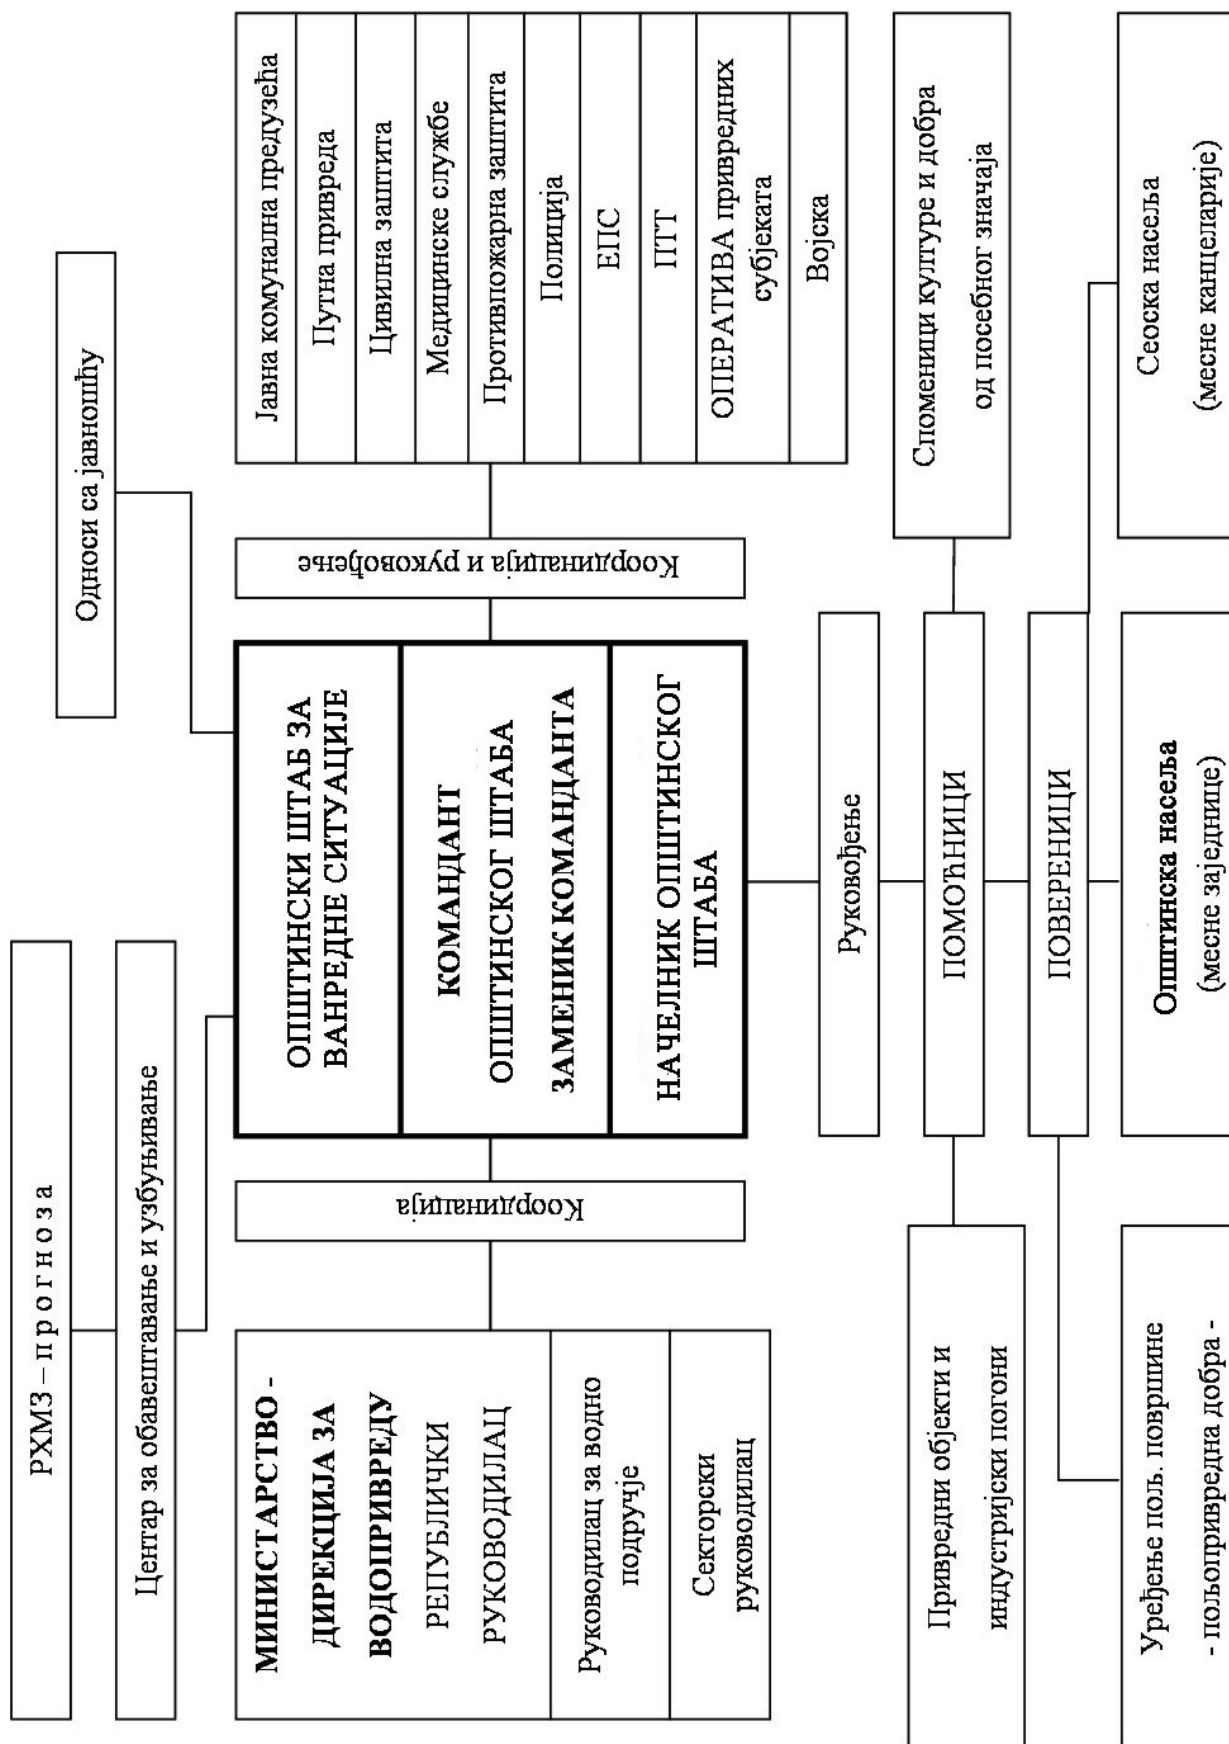 РХМЗ – п р о г н о з а
Центар за обавештавање и узбуњивање
Односи са јавношћу
МИНИСТАРСТВО -
ДИРЕКЦИЈА ЗА
ВОДОПРИВРЕДУ
РЕПУБЛИЧКИ
РУКОВОДИЛАЦ
Руководилац за водно
подручје
Секторски
руководилац
Координација
ОПШТИНСКИ ШТАБ ЗА
ВАНРЕДНЕ СИТУАЦИЈЕ
КОМАНДАНТ
ОПШТИНСКОГ ШТАБА
ЗАМЕНИК КОМАНДАНТА
НАЧЕЛНИК ОПШТИНСКОГ
ШТАБА
Координација и руковођење
Јавна комунална предузећа
Путна привреда
Цивилна заштита
Медицинске службе
Противпожарна заштита
Полиција
ЕПС
ПТТ
ОПЕРАТИВА привредних
субјеката
Војска
Руковођење
Привредни објекти и
индустријски погони
ПОМОЋНИЦИ
Споменици културе и добра
од посебног значаја
ПОВЕРЕНИЦИ
Уређење пољ. површине
- пољопривредна добра -
Општинска насеља
(месне заједнице)
Сеоска насеља
(месне канцеларије)